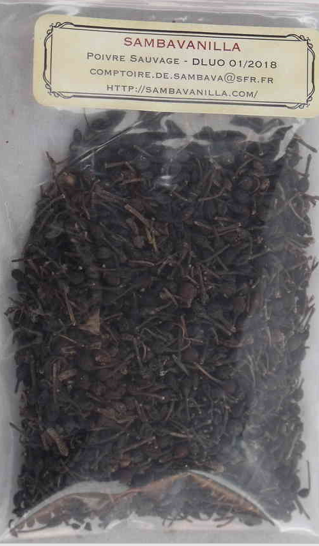 SAMBAVANILLA
POIVRE SAUVAGE - DLUO 01/2018
COMPTOIRE.DE.SAMBAVA@SFR.FR
HTTP://SAMBAVANILLA.COM/